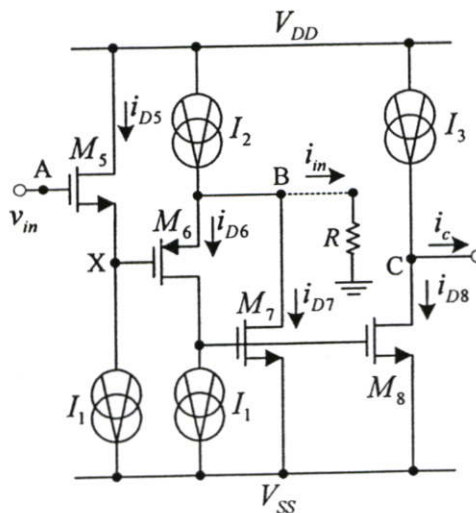 V_DD
i_D5
I_2
I_3
A
M_5
B
i_in
v_in
M_6
i_D6
R
i_c
X
C
M_7
i_D7
i_D8
I_1
I_1
M_8
V_SS